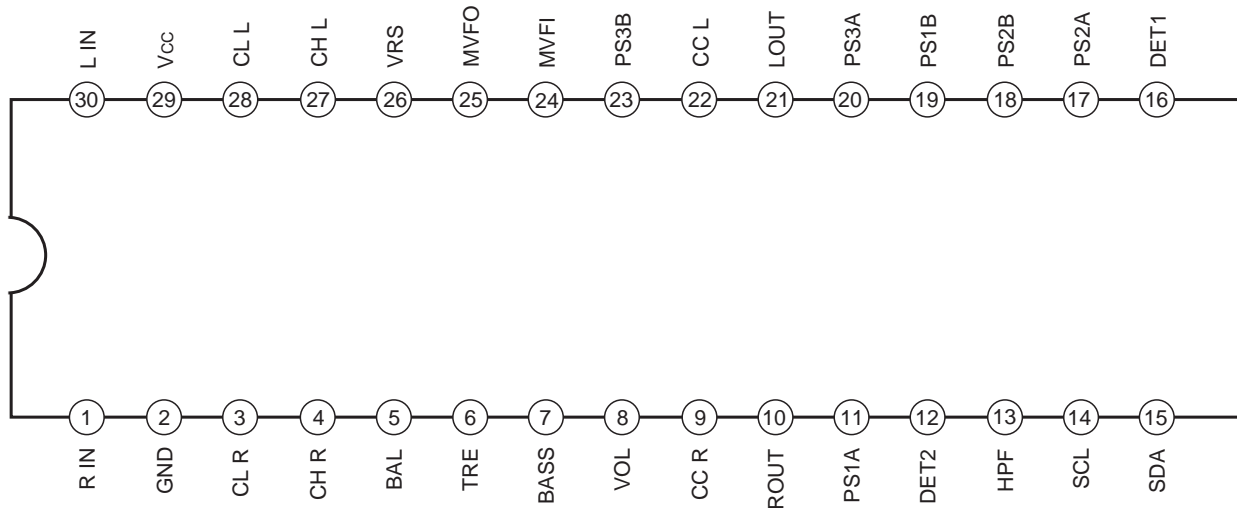 L IN Vcc CL L CH L VRS MVFO MVFI PS3B CC L LOUT PS3A PS1B PS2B PS2A DET1
30 29 28 27 26 25 24 23 22 21 20 19 18 17 16
1 2 3 4 5 6 7 8 9 10 11 12 13 14 15
R IN GND CL R CH R BAL TRE BASS VOL CC R ROUT PS1A DET2 HPF SCL SDA